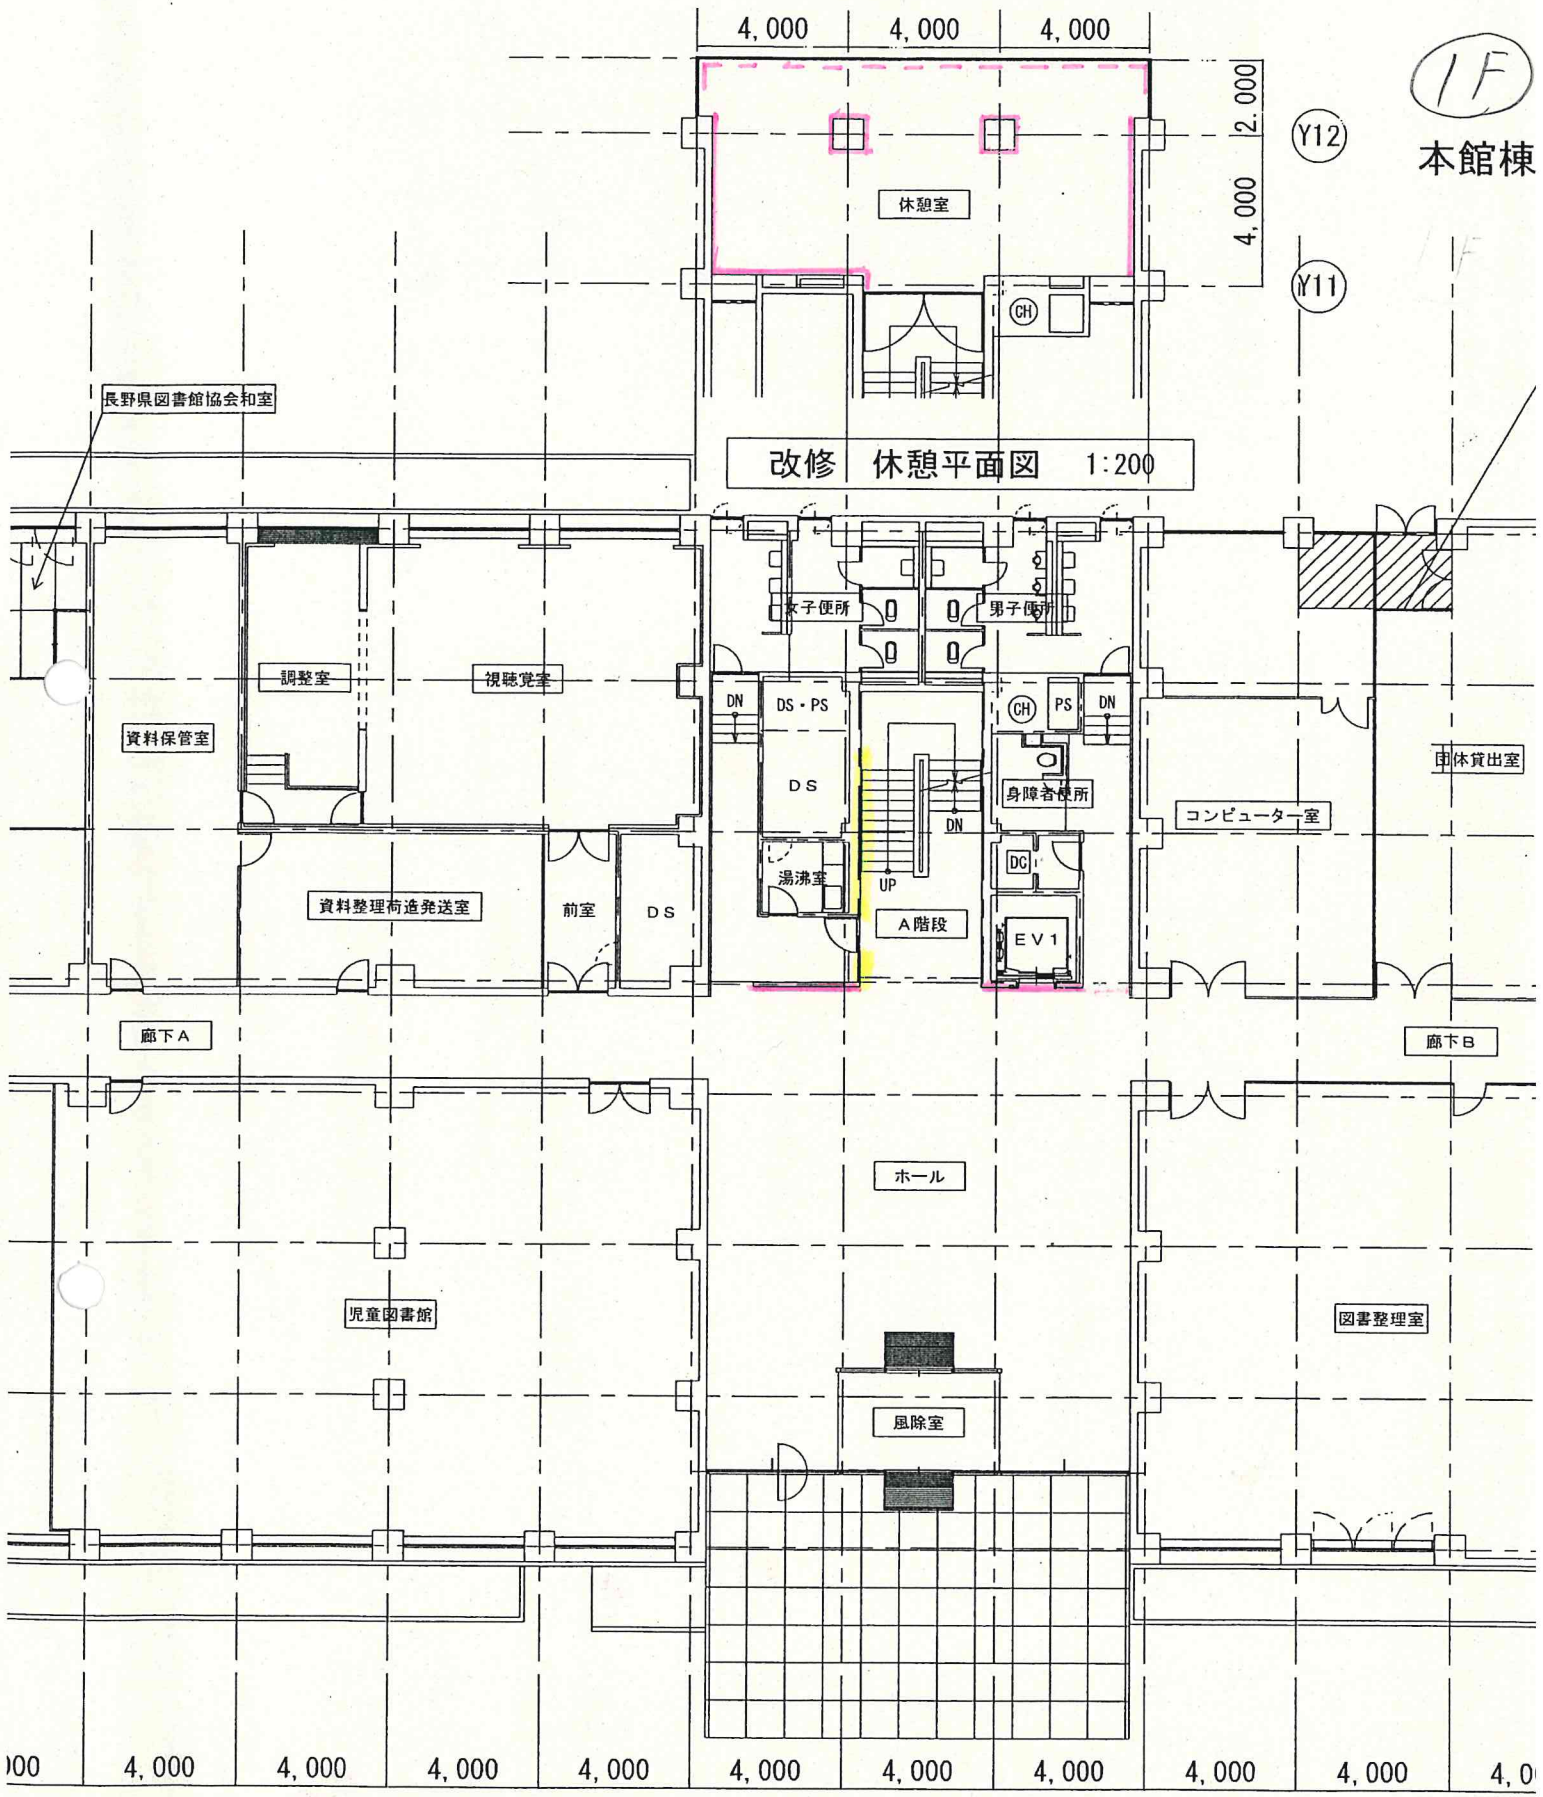 4,000 4,000 4,000
1F
2.000
Y12
本館棟
4,000
休憩室
Y11
CH
長野県図書館協会和室
改修 休憩平面図 1:200
女子便所
男子便所
調整室
視聴覚室
DN
DS・PS
CH
PS
DN
資料保管室
団体貸出室
DS
身障者便所
コンピューター室
DN
DC
湯沸室
UP
資料整理荷造発送室
前室
DS
A階段
EV1
廊下A
廊下B
ホール
児童図書館
図書整理室
風除室
4,000 4,000 4,000 4,000 4,000 4,000 4,000 4,000 4,000